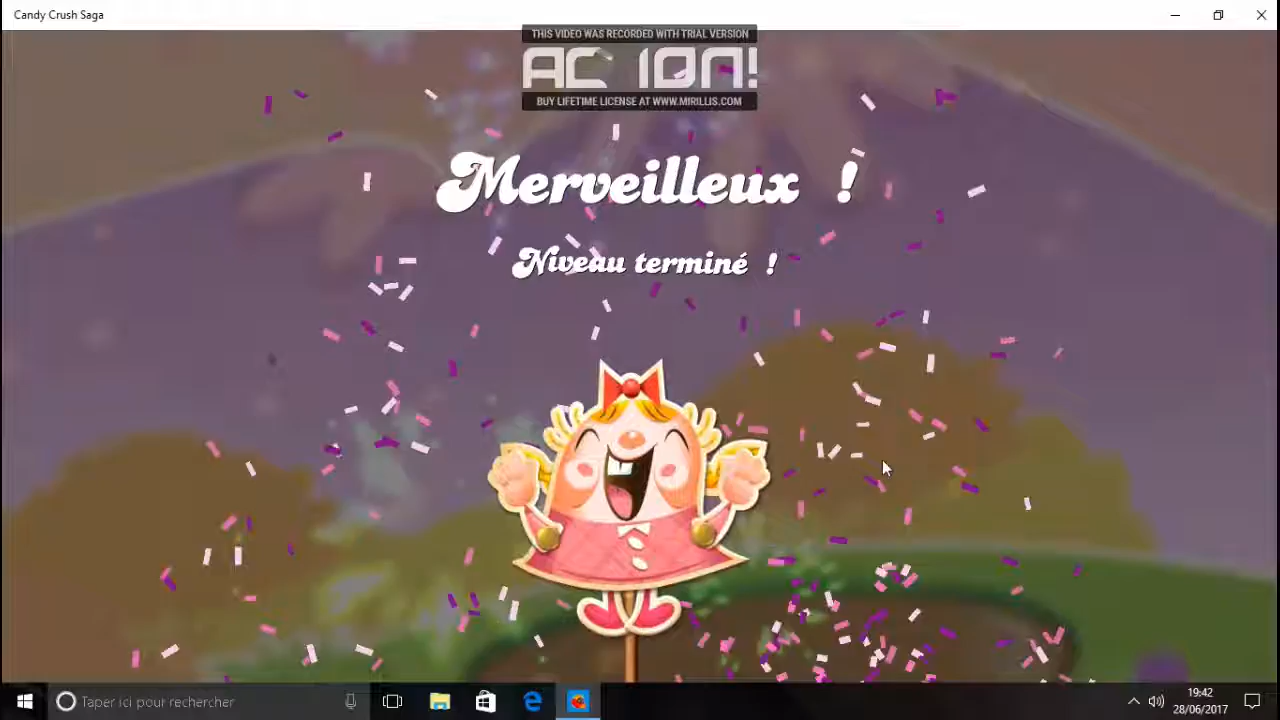 Candy Crush Saga
THIS VIDEO WAS RECORDED WITH TRIAL VERSION
ACTION!
BUY LIFETIME LICENSE AT WWW.MIRILLIS.COM
Merveilleux !
Niveau terminé !
Taper ici pour rechercher
19:42
28/06/2017